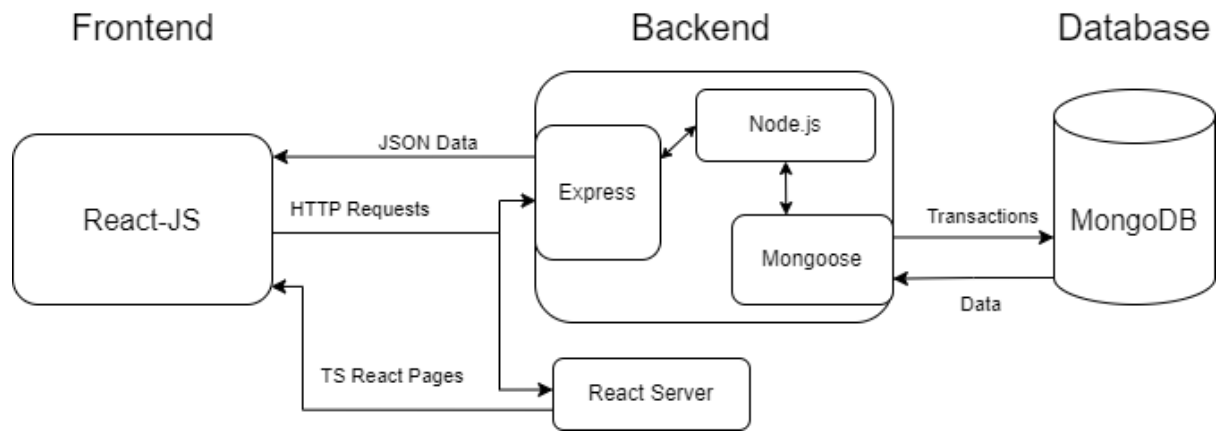 Frontend
Backend
Database
Node.js
JSON Data
Express
React-JS
HTTP Requests
Transactions
MongoDB
Mongoose
Data
TS React Pages
React Server